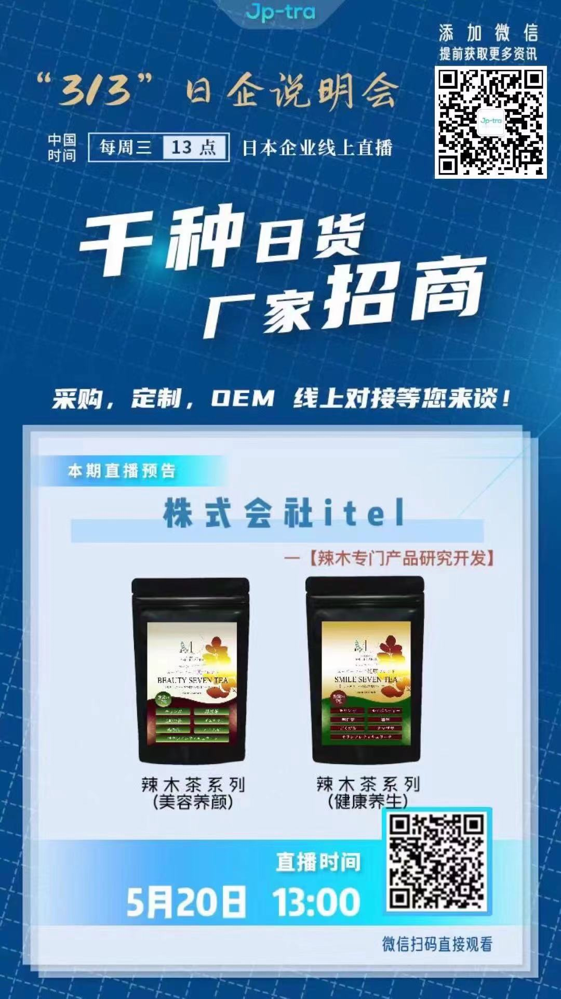 Jp-tra
添加微信
提前获取更多资讯
Jp-tra
“313”日企说明会
中国时间 每周三 13点 日本企业线上直播
千种日货
厂家招商
采购，定制，OEM 线上对接等您来谈！
本期直播预告
株式会社itel
—【辣木专门产品研究开发】
BEAUTY SEVEN TEA
SMILE SEVEN TEA
辣木茶系列
(美容养颜)
辣木茶系列
(健康养生)
直播时间
5月20日 13:00
微信扫码直接观看